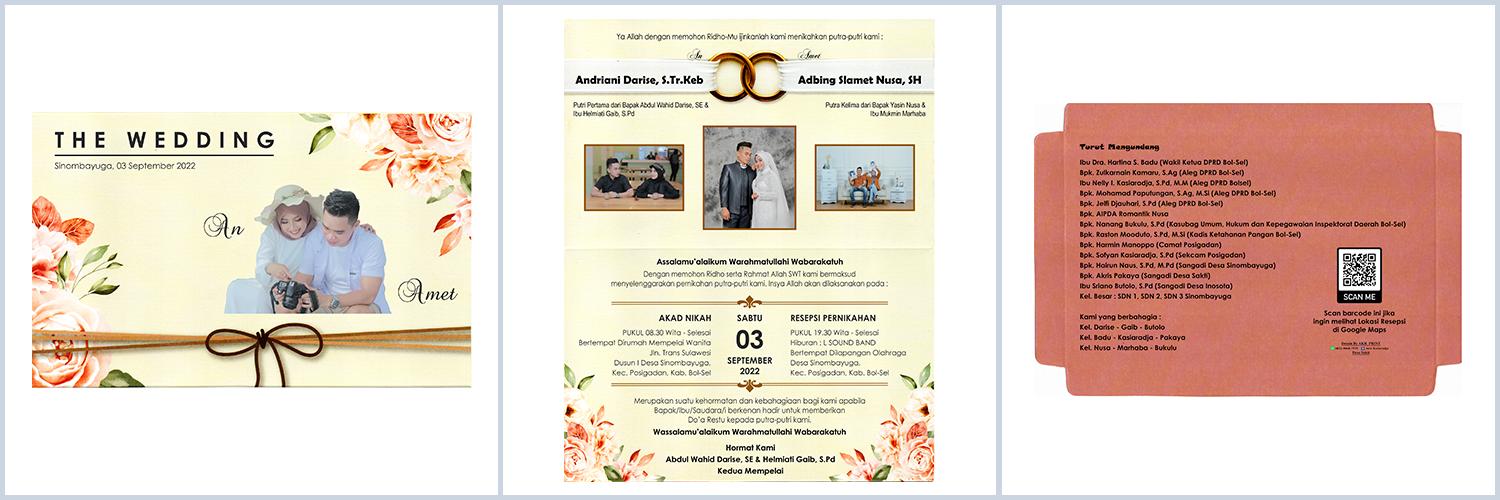 THE WEDDING
Sinombayuga, 03 September 2022
An
Amet
Ya Allah dengan memohon Ridho-Mu ijinkanlah kami menikahkan putra-putri kami :
An
Amet
Andriani Darise, S.Tr.Keb
Adbing Slamet Nusa, SH
Putri Pertama dari Bapak Abdul Wahid Darise, SE &
Ibu Helmiati Gaib, S.Pd
Putra Kelima dari Bapak Yasin Nusa &
Ibu Mukmin Marhaba
Assalamu'alaikum Warahmatullahi Wabarakatuh
Dengan memohon Ridho serta Rahmat Allah SWT kami bermaksud
menyelenggarakan pernikahan putra-putri kami. Insya Allah akan dilaksanakan pada :
AKAD NIKAH
PUKUL 08.30 Wita - Selesai
Bertempat Dirumah Mempelai Wanita
Jln. Trans Sulawesi
Dusun I Desa Sinombayuga,
Kec. Posigadan, Kab. Bol-Sel
SABTU
03
SEPTEMBER
2022
RESEPSI PERNIKAHAN
PUKUL 19.30 Wita - Selesai
Hiburan : L SOUND BAND
Bertempat Dilapangan Olahraga
Desa Sinombayuga,
Kec. Posigadan, Kab. Bol-Sel
Merupakan suatu kehormatan dan kebahagiaan bagi kami apabila
Bapak/Ibu/Saudara/i berkenan hadir untuk memberikan
Do'a Restu kepada putra-putri kami.
Wassalamu'alaikum Warahmatullahi Wabarakatuh
Hormat Kami
Abdul Wahid Darise, SE & Helmiati Gaib, S.Pd
Kedua Mempelai
Turut Mengundang
Ibu Dra. Hartina S. Badu (Wakil Ketua DPRD Bol-Sel)
Bpk. Zulkarnain Kamaru, S.Ag (Aleg DPRD Bol-Sel)
Ibu Nelly I. Kasiaradja, S.Pd, M.M (Aleg DPRD Bolsel)
Bpk. Mohamad Paputungan, S.Ag, M.Si (Aleg DPRD Bol-Sel)
Bpk. Jelfi Djauhari, S.Pd (Aleg DPRD Bol-Sel)
Bpk. AIPDA Romantik Nusa
Bpk. Nanang Bukulu, S.Pd (Kasubag Umum, Hukum dan Kepegawaian Inspektorat Daerah Bol-Sel)
Bpk. Raston Mooduto, S.Pd, M.Si (Kadis Ketahanan Pangan Bol-Sel)
Bpk. Harmin Manoppo (Camat Posigadan)
Bpk. Sofyan Kasiaradja, S.Pd (Sekcam Posigadan)
Bpk. Hairun Naus, S.Pd, M.Pd (Sangadi Desa Sinombayuga)
Bpk. Akris Pakaya (Sangadi Desa Sakti)
Ibu Sriano Butolo, S.Pd (Sangadi Desa Inosota)
Kel. Besar : SDN 1, SDN 2, SDN 3 Sinombayuga
Kami yang berbahagia :
Kel. Darise - Gaib - Butolo
Kel. Badu - Kasiaradja - Pakaya
Kel. Nusa - Marhaba - Bukulu
SCAN ME
Scan barcode ini jika
ingin melihat Lokasi Resepsi
di Google Maps